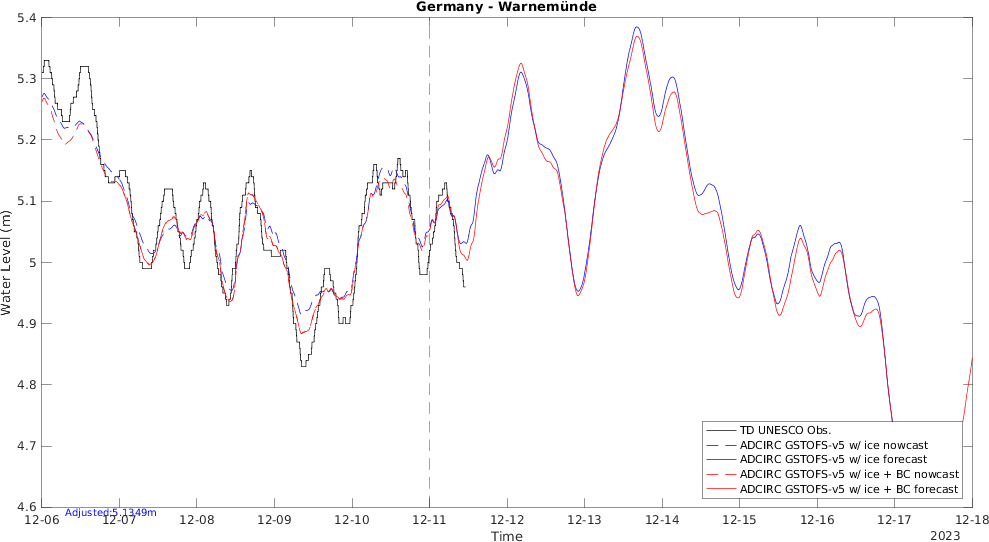 Germany - Warnemünde
Water Level (m)
5.4
5.3
5.2
5.1
5
4.9
4.8
4.7
4.6
TD UNESCO Obs.
ADCIRC GSTOFS-v5 w/ ice nowcast
ADCIRC GSTOFS-v5 w/ ice forecast
ADCIRC GSTOFS-v5 w/ ice + BC nowcast
ADCIRC GSTOFS-v5 w/ ice + BC forecast
Adjusted:5.1349m
12-06 12-07 12-08 12-09 12-10 12-11 12-12 12-13 12-14 12-15 12-16 12-17 12-18
Time
2023